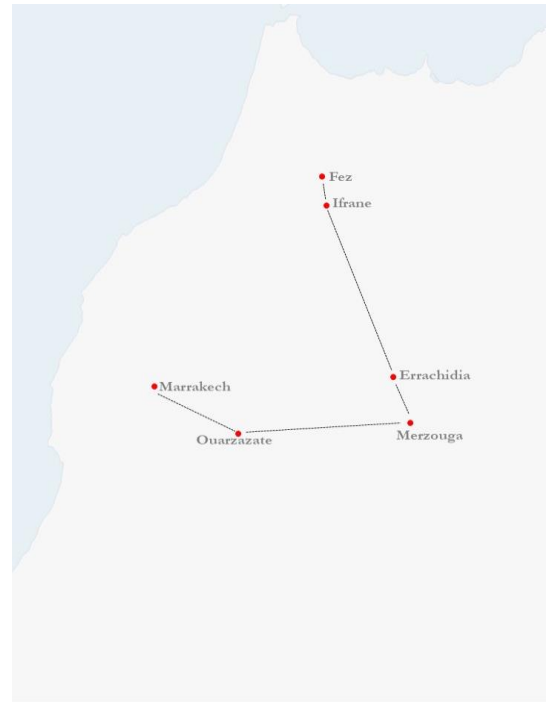 Fez
Ifrane
Errachidia
Marrakech
Merzouga
Ouarzazate